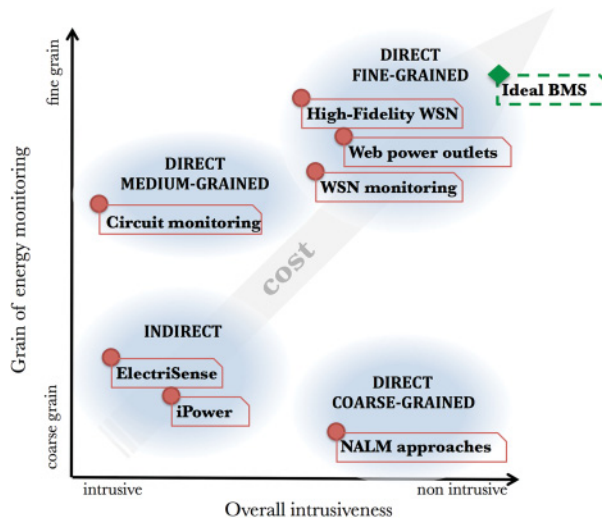 DIRECT
FINE-GRAINED
Ideal BMS
High-Fidelity WSN
Web power outlets
WSN monitoring
DIRECT
MEDIUM-GRAINED
Circuit monitoring
cost
INDIRECT
ElectriSense
iPower
DIRECT
COARSE-GRAINED
NALM approaches
fine grain
Grain of energy monitoring
coarse grain
intrusive
non intrusive
Overall intrusiveness